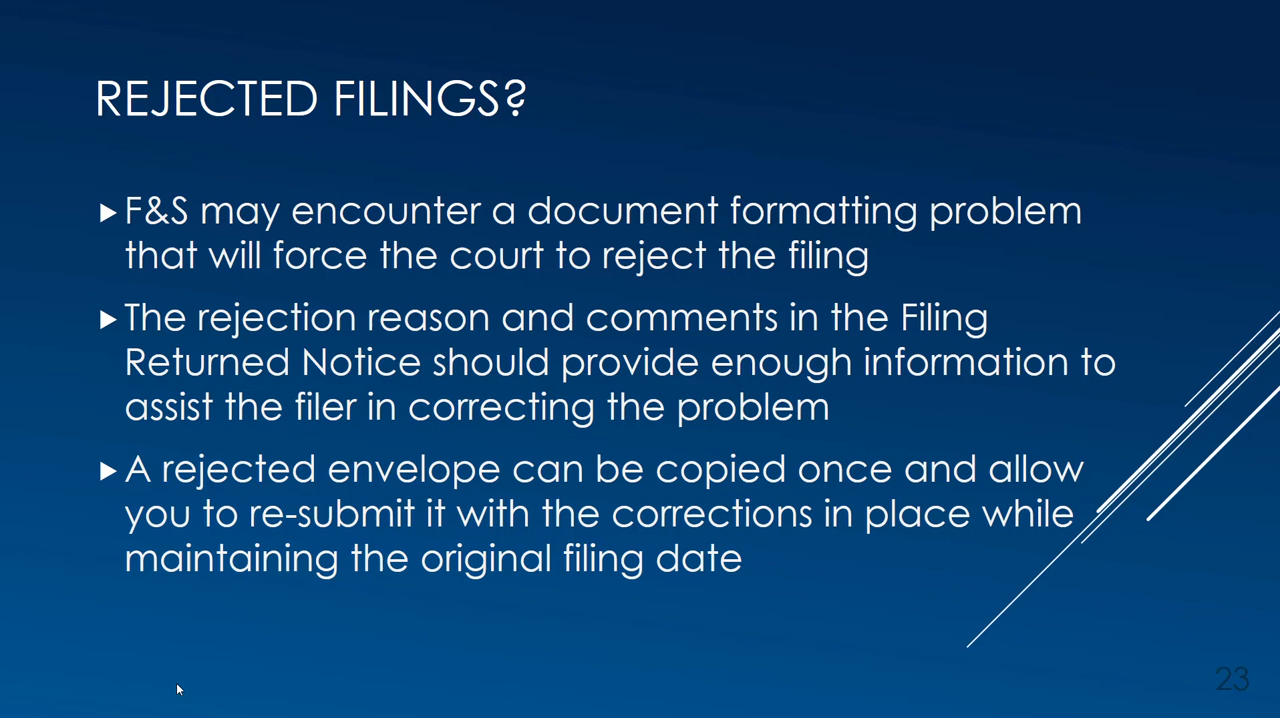 REJECTED FILINGS?
F&S may encounter a document formatting problem
that will force the court to reject the filing
The rejection reason and comments in the Filing
Returned Notice should provide enough information to
assist the filer in correcting the problem
A rejected envelope can be copied once and allow
you to re-submit it with the corrections in place while
maintaining the original filing date
23